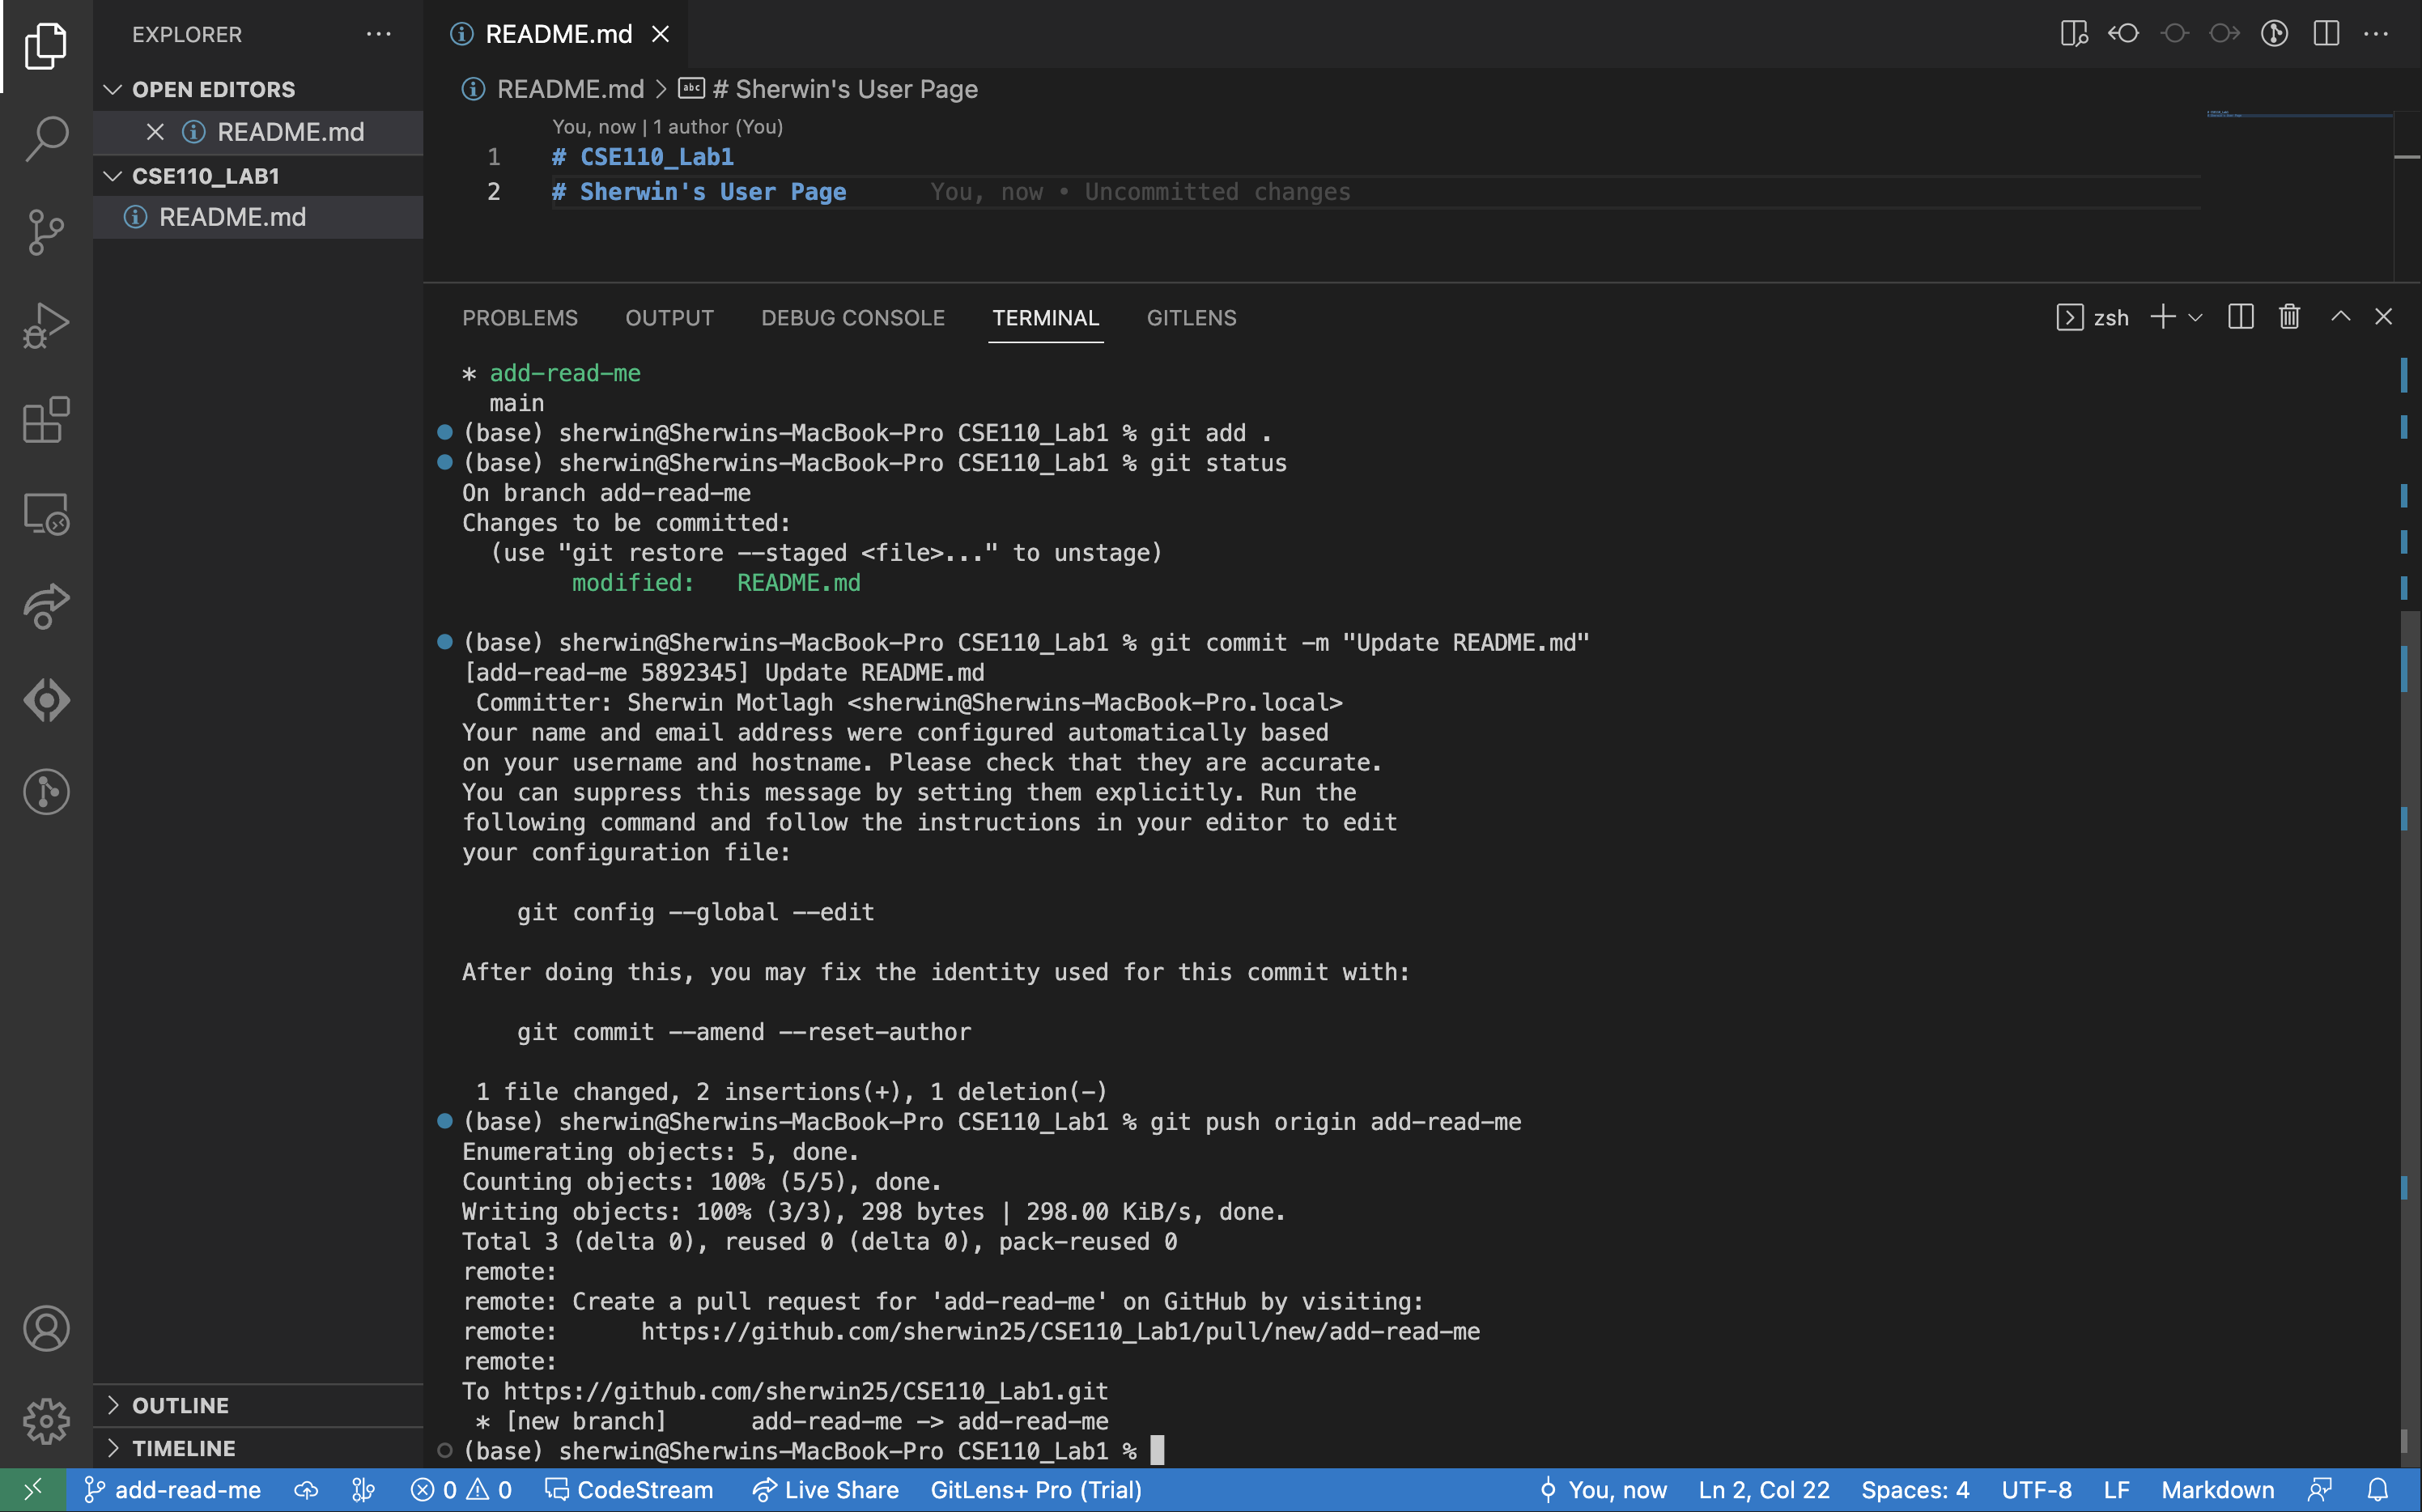 EXPLORER
OPEN EDITORS
README.md
CSE110_LAB1
README.md
OUTLINE
TIMELINE
README.md
README.md > abc # Sherwin's User Page
You, now | 1 author (You)
1 # CSE110_Lab1
2 # Sherwin's User Page You, now • Uncommitted changes
PROBLEMS OUTPUT DEBUG CONSOLE TERMINAL GITLENS zsh
* add-read-me
main
(base) sherwin@Sherwins-MacBook-Pro CSE110_Lab1 % git add .
(base) sherwin@Sherwins-MacBook-Pro CSE110_Lab1 % git status
On branch add-read-me
Changes to be committed:
(use "git restore --staged <file>..." to unstage)
modified: README.md
(base) sherwin@Sherwins-MacBook-Pro CSE110_Lab1 % git commit -m "Update README.md"
[add-read-me 5892345] Update README.md
Committer: Sherwin Motlagh <sherwin@Sherwins-MacBook-Pro.local>
Your name and email address were configured automatically based
on your username and hostname. Please check that they are accurate.
You can suppress this message by setting them explicitly. Run the
following command and follow the instructions in your editor to edit
your configuration file:
git config --global --edit
After doing this, you may fix the identity used for this commit with:
git commit --amend --reset-author
1 file changed, 2 insertions(+), 1 deletion(-)
(base) sherwin@Sherwins-MacBook-Pro CSE110_Lab1 % git push origin add-read-me
Enumerating objects: 5, done.
Counting objects: 100% (5/5), done.
Writing objects: 100% (3/3), 298 bytes | 298.00 KiB/s, done.
Total 3 (delta 0), reused 0 (delta 0), pack-reused 0
remote:
remote: Create a pull request for 'add-read-me' on GitHub by visiting:
remote: https://github.com/sherwin25/CSE110_Lab1/pull/new/add-read-me
remote:
To https://github.com/sherwin25/CSE110_Lab1.git
* [new branch] add-read-me -> add-read-me
(base) sherwin@Sherwins-MacBook-Pro CSE110_Lab1 %
add-read-me 0 0 CodeStream Live Share GitLens+ Pro (Trial) You, now Ln 2, Col 22 Spaces: 4 UTF-8 LF Markdown